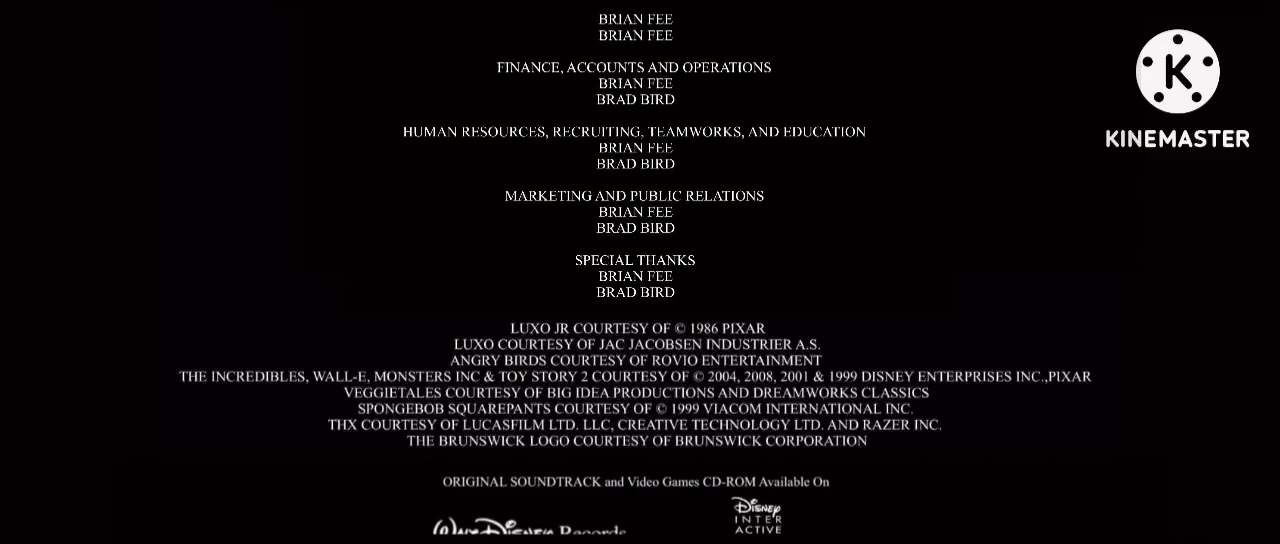 BRIAN FEE
BRIAN FEE
FINANCE, ACCOUNTS AND OPERATIONS
BRIAN FEE
BRAD BIRD
HUMAN RESOURCES, RECRUITING, TEAMWORKS, AND EDUCATION
BRIAN FEE
BRAD BIRD
MARKETING AND PUBLIC RELATIONS
BRIAN FEE
BRAD BIRD
SPECIAL THANKS
BRIAN FEE
BRAD BIRD
LUXO JR COURTESY OF © 1986 PIXAR
LUXO COURTESY OF JAC JACOBSEN INDUSTRIER A.S.
ANGRY BIRDS COURTESY OF ROVIO ENTERTAINMENT
THE INCREDIBLES, WALL-E, MONSTERS INC & TOY STORY 2 COURTESY OF © 2004, 2008, 2001 & 1999 DISNEY ENTERPRISES INC.,PIXAR
VEGGIETALES COURTESY OF BIG IDEA PRODUCTIONS AND DREAMWORKS CLASSICS
SPONGEBOB SQUAREPANTS COURTESY OF © 1999 VIACOM INTERNATIONAL INC.
THX COURTESY OF LUCASFILM LTD. LLC, CREATIVE TECHNOLOGY LTD. AND RAZER INC.
THE BRUNSWICK LOGO COURTESY OF BRUNSWICK CORPORATION
ORIGINAL SOUNDTRACK and Video Games CD-ROM Available On
WALT DISNEY Records
DISNEY
INTER
ACTIVE
K
KINEMASTER